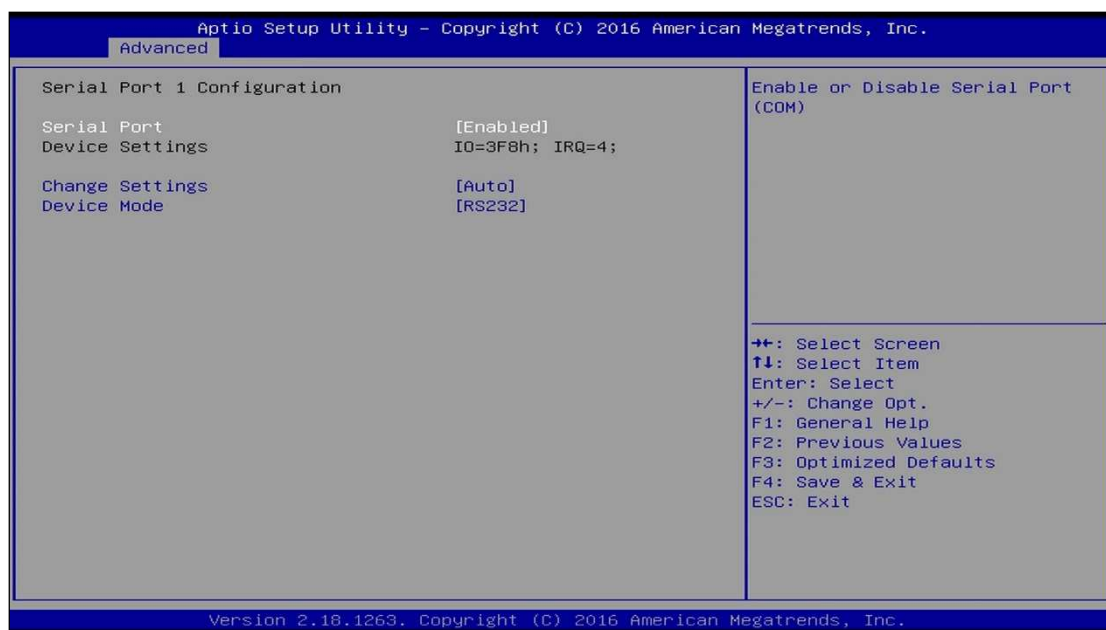 Aptio Setup Utility – Copyright (C) 2016 American Megatrends, Inc.
Advanced
Serial Port 1 Configuration
Serial Port [Enabled]
Device Settings IO=3F8h; IRQ=4;
Change Settings [Auto]
Device Mode [RS232]
Enable or Disable Serial Port
(COM)
→←: Select Screen
↑↓: Select Item
Enter: Select
+/-: Change Opt.
F1: General Help
F2: Previous Values
F3: Optimized Defaults
F4: Save & Exit
ESC: Exit
Version 2.18.1263. Copyright (C) 2016 American Megatrends, Inc.